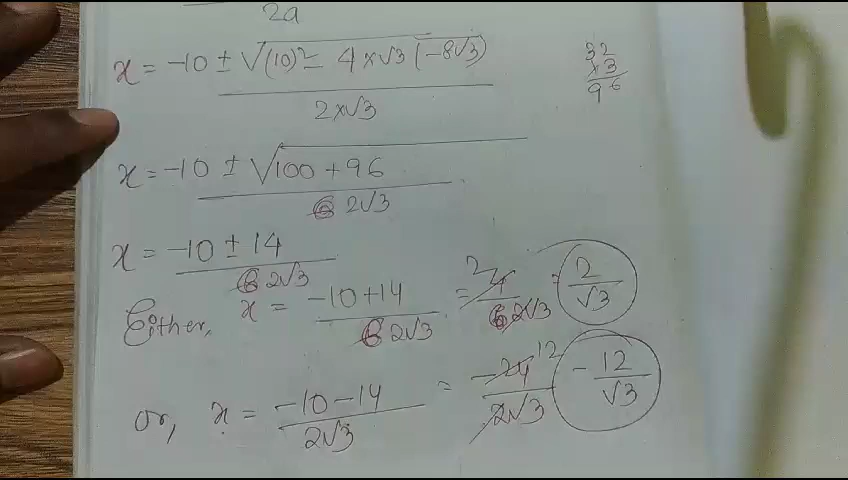 2a
x = -10 ± √(10)² - 4×√3 (-8√3)
2×√3
32
×3
96
x = -10 ± √100 + 96
2√3
x = -10 ± 14
2√3
Either, x = -10+14 / 2√3 = 2 4 / 2√3 = 2/√3
or, x = -10-14 / 2√3 = -24 12 / 2√3 - 12/√3